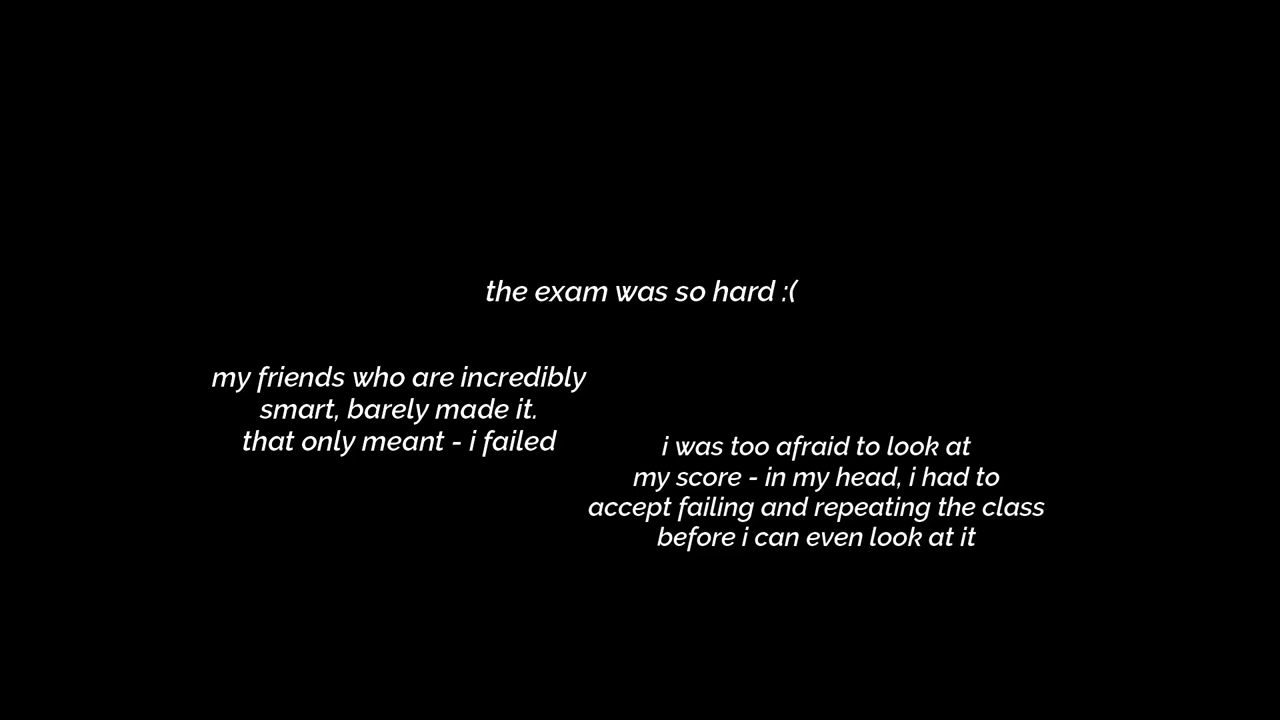 the exam was so hard :(
my friends who are incredibly
smart, barely made it.
that only meant - i failed
i was too afraid to look at
my score - in my head, i had to
accept failing and repeating the class
before i can even look at it